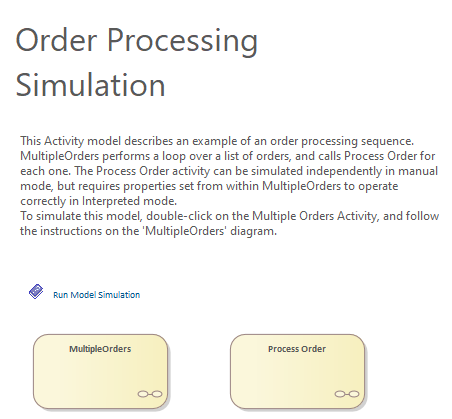 Order Processing
Simulation
This Activity model describes an example of an order processing sequence.
MultipleOrders performs a loop over a list of orders, and calls Process Order for
each one. The Process Order activity can be simulated independently in manual
mode, but requires properties set from within MultipleOrders to operate
correctly in Interpreted mode.
To simulate this model, double-click on the Multiple Orders Activity, and follow
the instructions on the 'MultipleOrders' diagram.
Run Model Simulation
MultipleOrders
Process Order